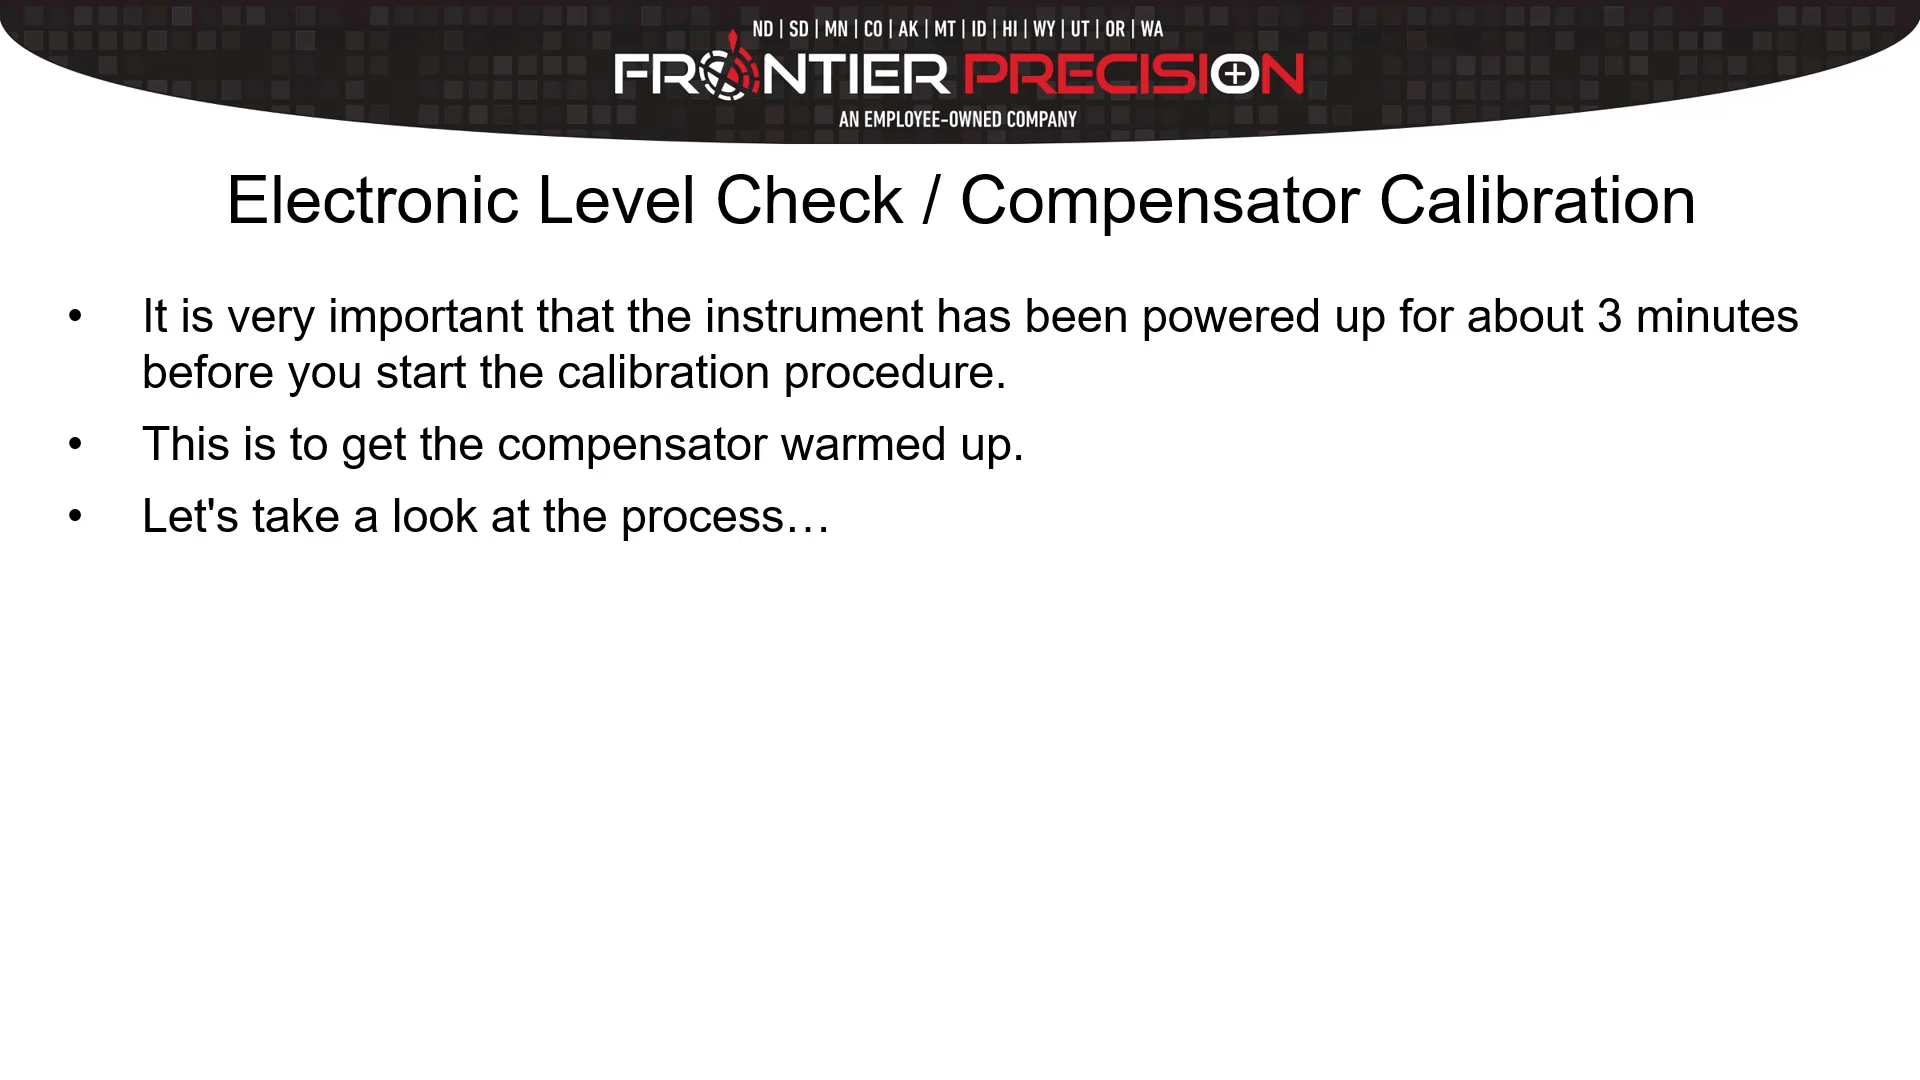 ND | SD | MN | CO | AK | MT | ID | HI | WY | UT | OR | WA
FRONTIER PRECISION
AN EMPLOYEE-OWNED COMPANY
Electronic Level Check / Compensator Calibration
• It is very important that the instrument has been powered up for about 3 minutes
before you start the calibration procedure.
• This is to get the compensator warmed up.
• Let's take a look at the process…